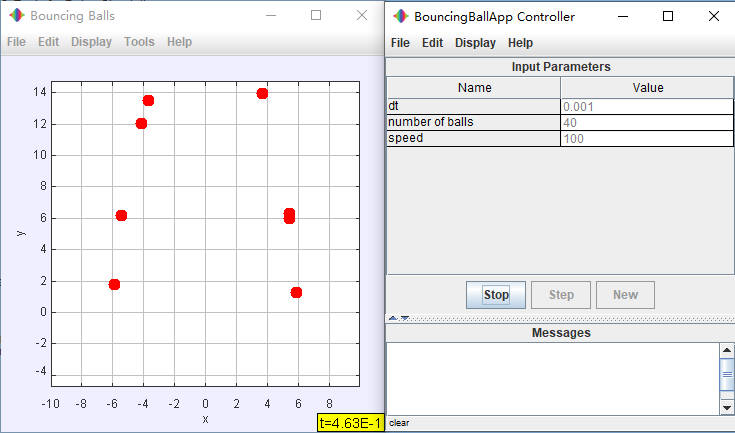 Bouncing Balls
File Edit Display Tools Help
14
12
10
8
6
4
2
0
-2
-4
y
-10 -8 -6 -4 -2 0 2 4 6 8
x
t=4.63E-1
BouncingBallApp Controller
File Edit Display Help
Input Parameters
Name Value
dt 0.001
number of balls 40
speed 100
Stop Step New
Messages
clear